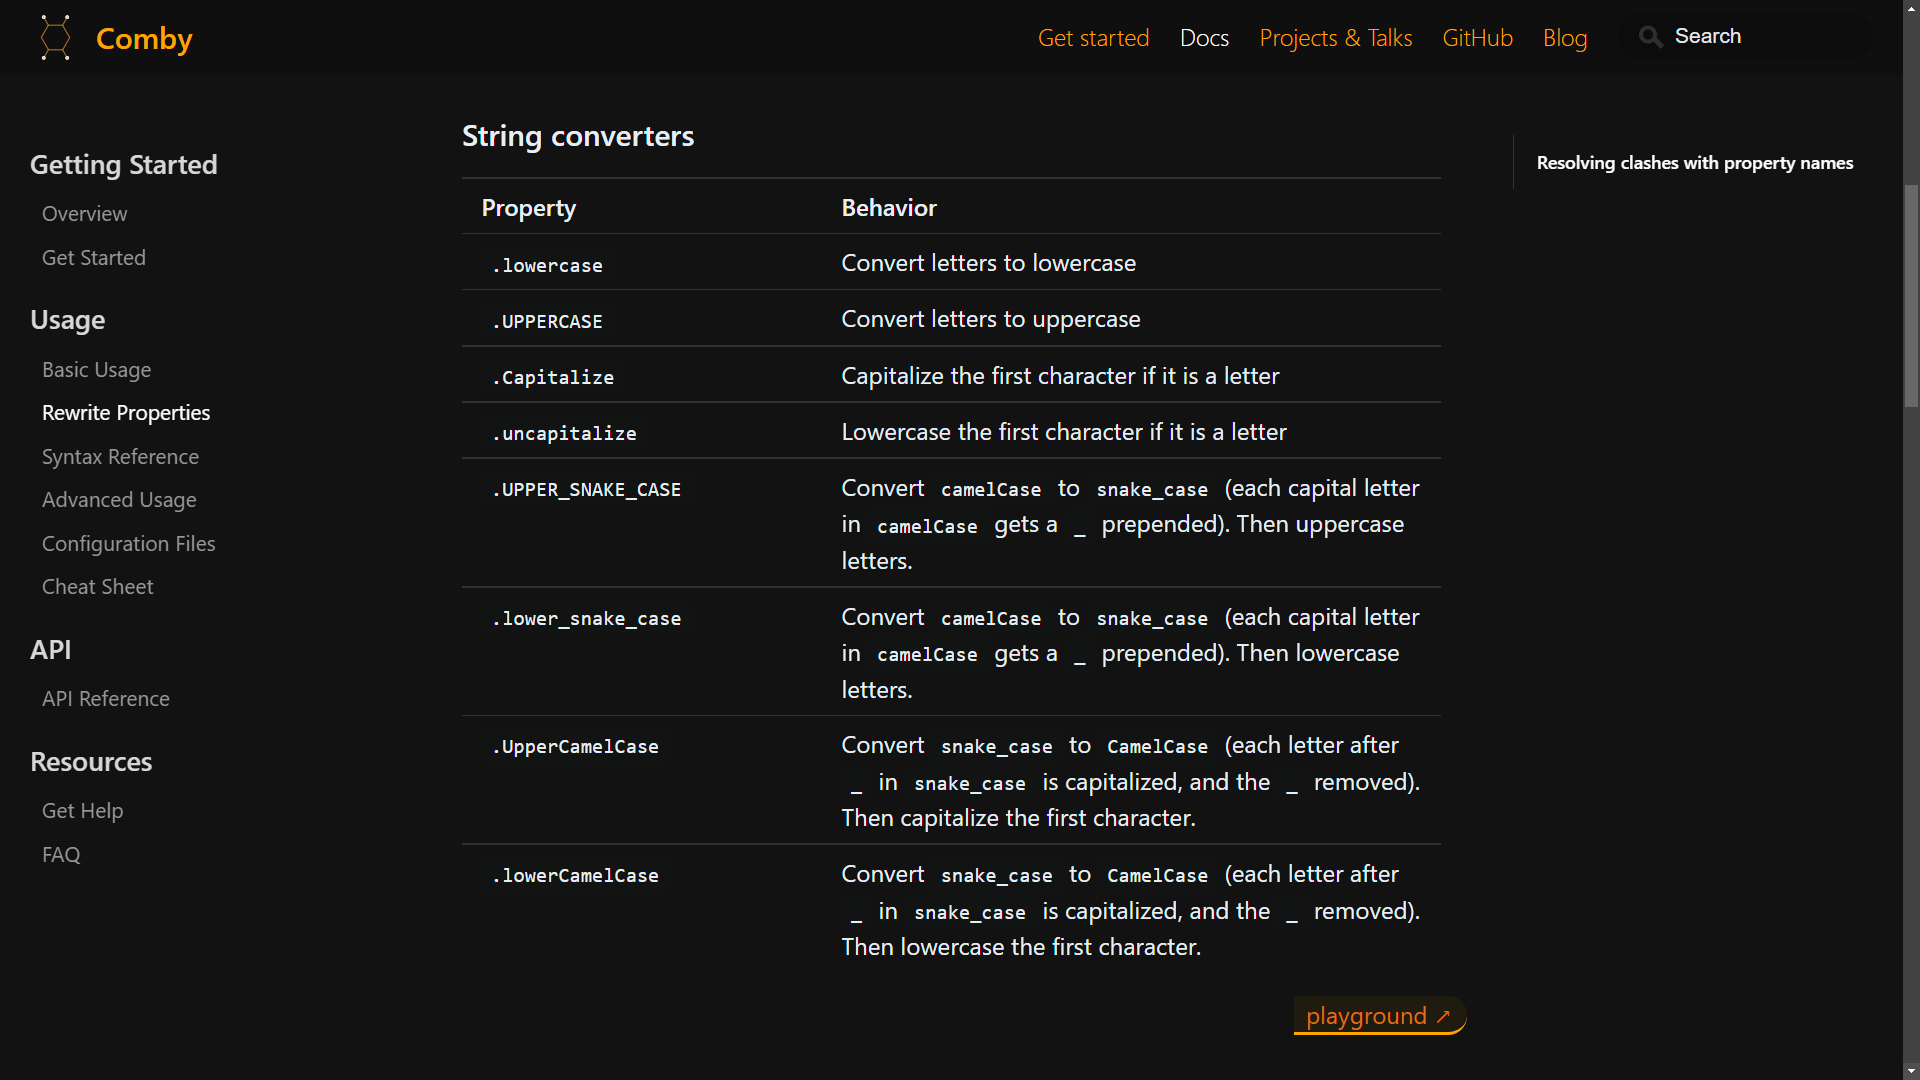 Comby
Get started Docs Projects & Talks GitHub Blog Search
Getting Started
Overview
Get Started
Usage
Basic Usage
Rewrite Properties
Syntax Reference
Advanced Usage
Configuration Files
Cheat Sheet
API
API Reference
Resources
Get Help
FAQ
String converters
Property Behavior
.lowercase Convert letters to lowercase
.UPPERCASE Convert letters to uppercase
.Capitalize Capitalize the first character if it is a letter
.uncapitalize Lowercase the first character if it is a letter
.UPPER_SNAKE_CASE Convert camelCase to snake_case (each capital letter
in camelCase gets a _ prepended). Then uppercase
letters.
.lower_snake_case Convert camelCase to snake_case (each capital letter
in camelCase gets a _ prepended). Then lowercase
letters.
.UpperCamelCase Convert snake_case to CamelCase (each letter after
_ in snake_case is capitalized, and the _ removed).
Then capitalize the first character.
.lowerCamelCase Convert snake_case to CamelCase (each letter after
_ in snake_case is capitalized, and the _ removed).
Then lowercase the first character.
playground ↗
Resolving clashes with property names